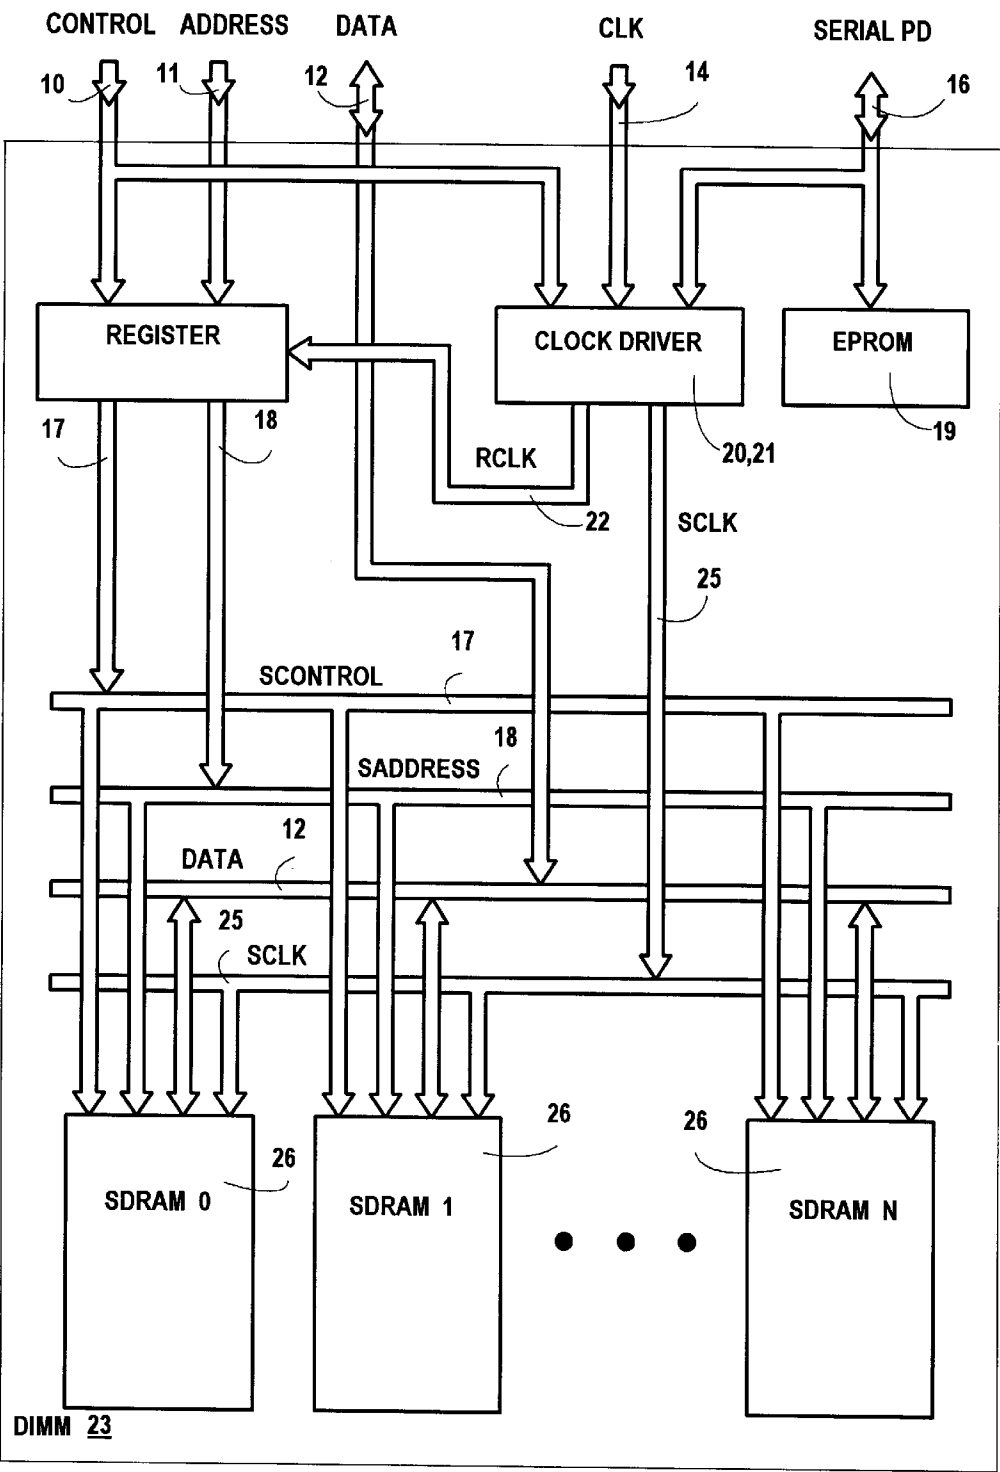 CONTROL ADDRESS DATA CLK SERIAL PD
10 11 12 14 16
REGISTER CLOCK DRIVER EPROM
17 18 20,21 19
RCLK
22 SCLK
25
17
SCONTROL
18
SADDRESS
12
DATA
25
SCLK
26 26 26
SDRAM 0 SDRAM 1 SDRAM N
DIMM 23